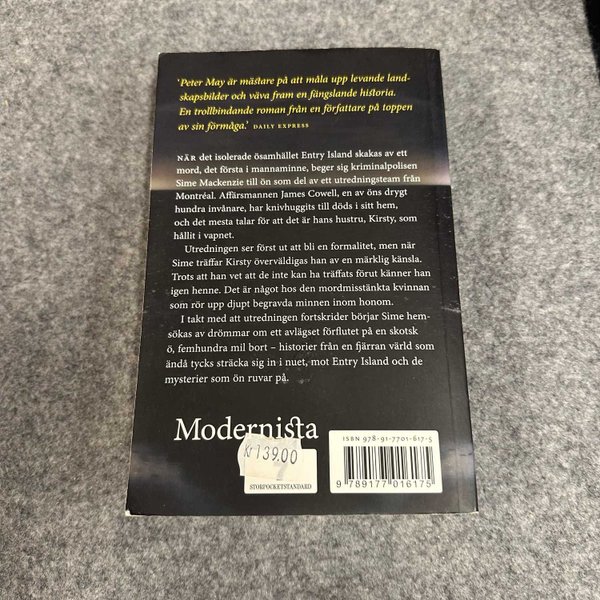 'Peter May är mästare på att måla upp levande land-
skapsbilder och väva fram en fängslande historia.
En trollbindande roman från en författare på toppen
av sin förmåga.' DAILY EXPRESS
NÄR det isolerade ösamhället Entry Island skakas av ett
mord, det första i mannaminne, beger sig kriminalpolisen
Sime Mackenzie till ön som del av ett utredningsteam från
Montréal. Affärsmannen James Cowell, en av öns drygt
hundra invånare, har knivhuggits till döds i sitt hem,
och det mesta talar för att det är hans hustru, Kirsty, som
hållit i vapnet.
Utredningen ser först ut att bli en formalitet, men när
Sime träffar Kirsty överväldigas han av en märklig känsla.
Trots att han vet att de inte kan ha träffats förut känner han
igen henne. Det är något hos den mordmisstänkta kvinnan
som rör upp djupt begravda minnen inom honom.
I takt med att utredningen fortskrider börjar Sime hem-
sökas av drömmar om ett avlägset förflutet på en skotsk
ö, femhundra mil bort – historier från en fjärran värld som
ändå tycks sträcka sig in i nuet, mot Entry Island och de
mysterier som ön ruvar på.
Modernista
139.00
STORPOCKETSTANDARD
ISBN 978-91-7701-617-5
9 789177 016175